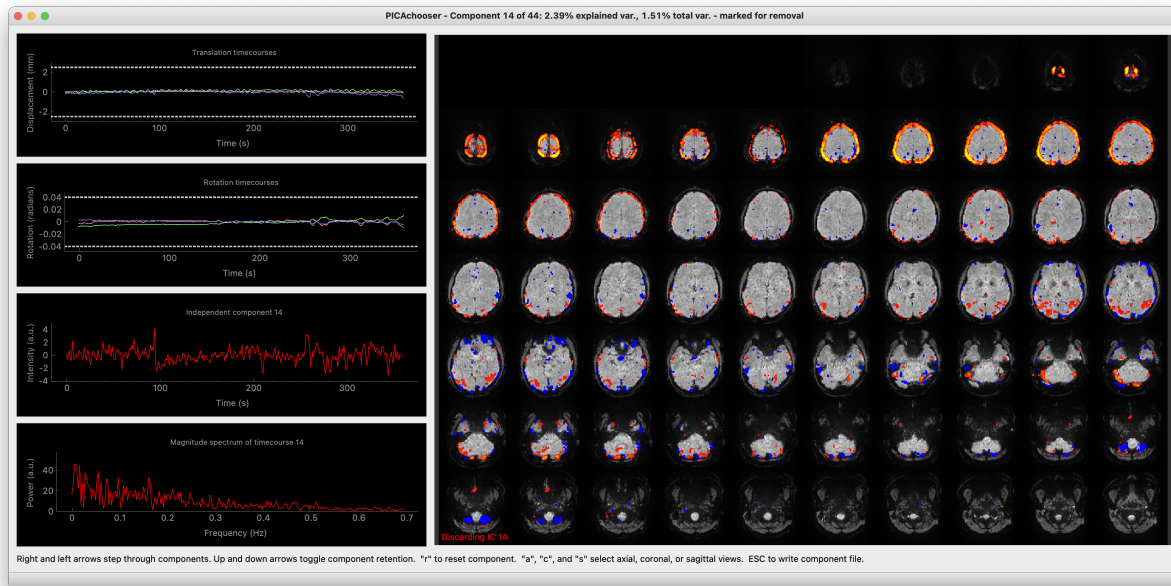 PICAchooser - Component 14 of 44: 2.39% explained var., 1.51% total var. - marked for removal
Translation timecourses
Displacement (mm)
2
0
-2
0 100 200 300
Time (s)
Rotation timecourses
Rotation (radians)
0.04
0.02
0
-0.02
-0.04
0 100 200 300
Time (s)
Independent component 14
Intensity (a.u.)
4
2
0
-2
-4
0 100 200 300
Time (s)
Magnitude spectrum of timecourse 14
Power (a.u.)
40
20
0
0 0.1 0.2 0.3 0.4 0.5 0.6 0.7
Frequency (Hz)
Discarding IC 14
Right and left arrows step through components. Up and down arrows toggle component retention. "r" to reset component. "a", "c", and "s" select axial, coronal, or sagittal views. ESC to write component file.